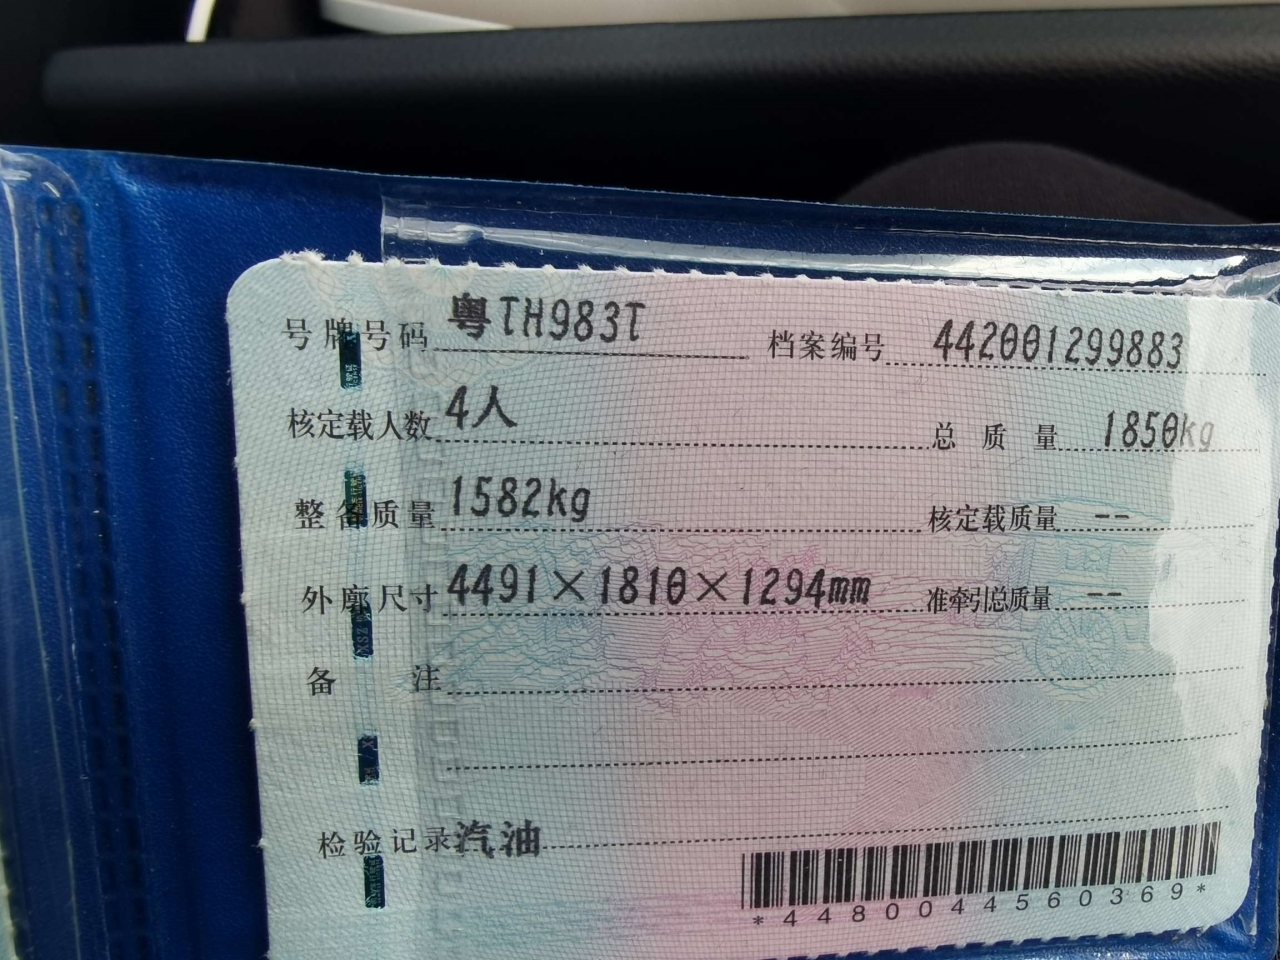 号牌号码 粤TH983T 档案编号 442001299883
核定载人数 4人 总质量 1850kg
整备质量 1582kg 核定载质量 --
外廓尺寸 4491×1810×1294mm 准牵引总质量 --
备注
检验记录 汽油
*4480044560369*